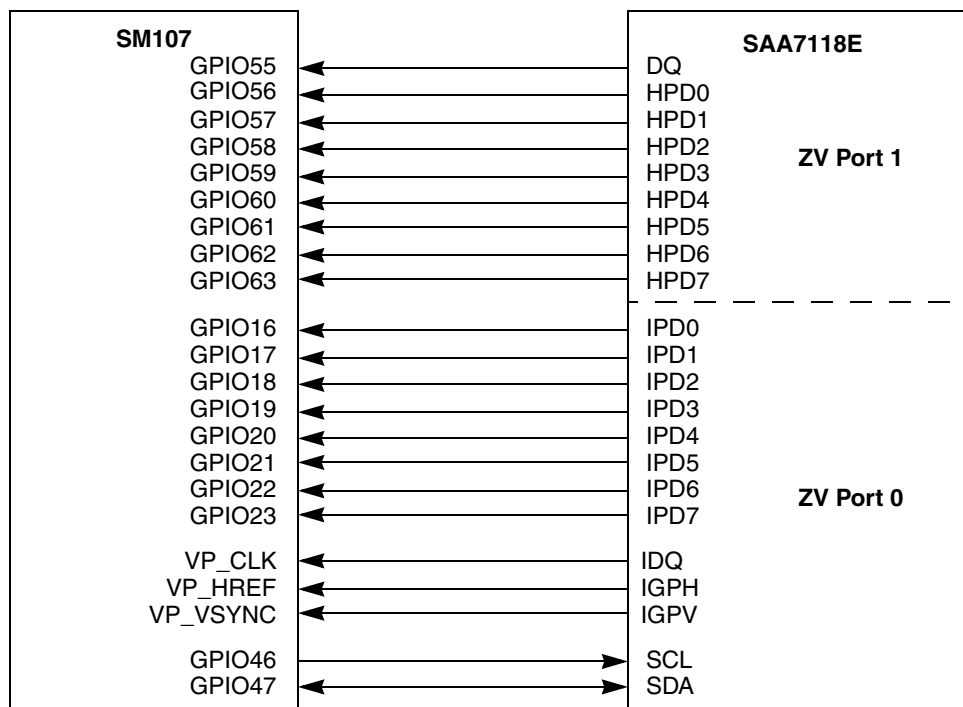 SM107
SAA7118E
GPIO55 DQ
GPIO56 HPD0
GPIO57 HPD1
GPIO58 HPD2
ZV Port 1
GPIO59 HPD3
GPIO60 HPD4
GPIO61 HPD5
GPIO62 HPD6
GPIO63 HPD7
GPIO16 IPD0
GPIO17 IPD1
GPIO18 IPD2
GPIO19 IPD3
GPIO20 IPD4
GPIO21 IPD5
GPIO22 IPD6
ZV Port 0
GPIO23 IPD7
VP_CLK IDQ
VP_HREF IGPH
VP_VSYNC IGPV
GPIO46 SCL
GPIO47 SDA